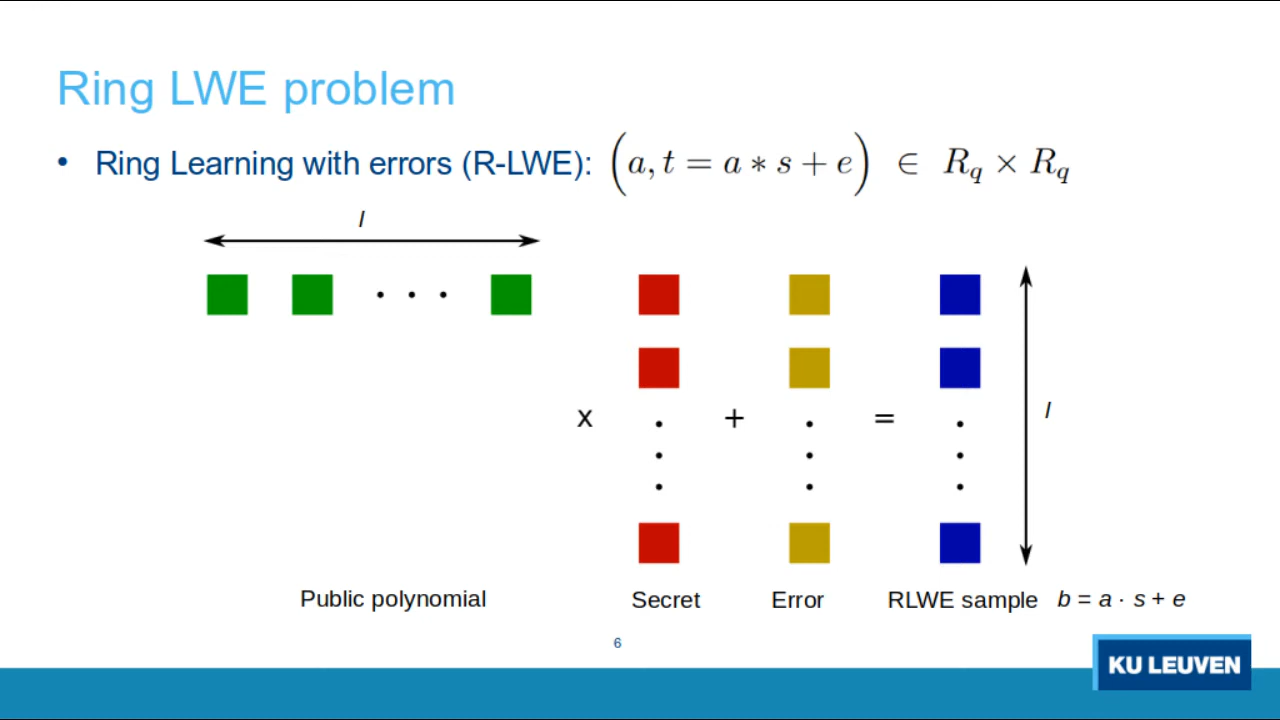 Ring LWE problem
• Ring Learning with errors (R-LWE): (a, t = a ∗ s + e) ∈ R_q × R_q
l
· · ·
x + =
l
Public polynomial Secret Error RLWE sample b = a · s + e
6
KU LEUVEN